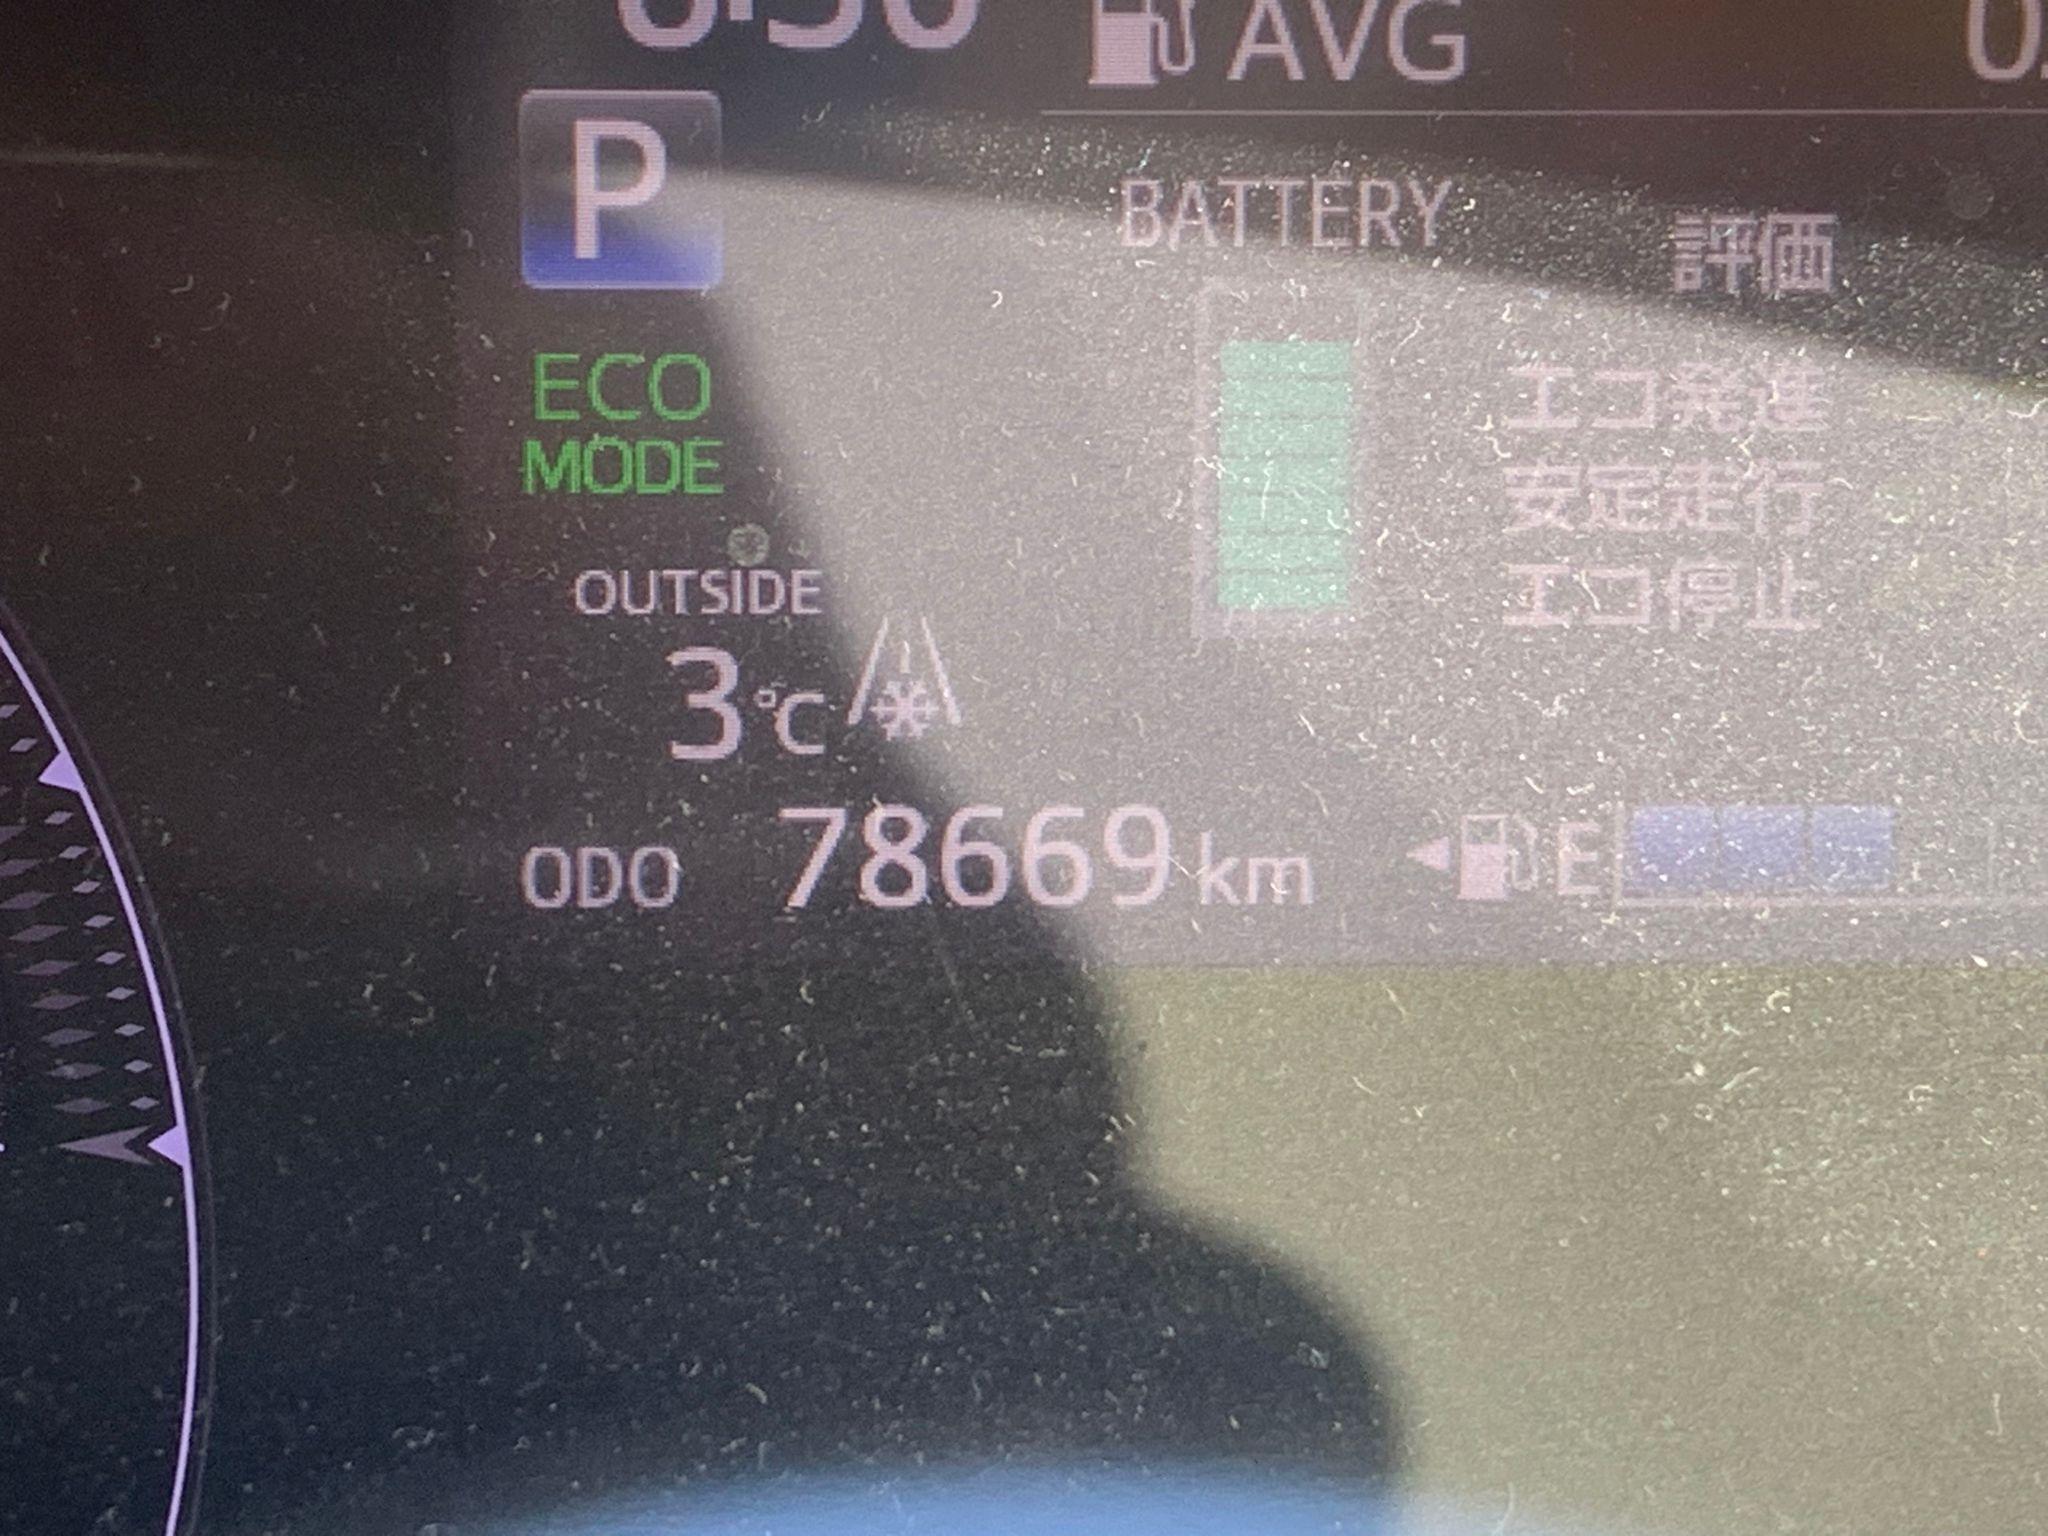 AVG
P
BATTERY
評価
ECO
MODE
エコ発進
安定走行
エコ停止
OUTSIDE
3℃
ODO 78669 km
E